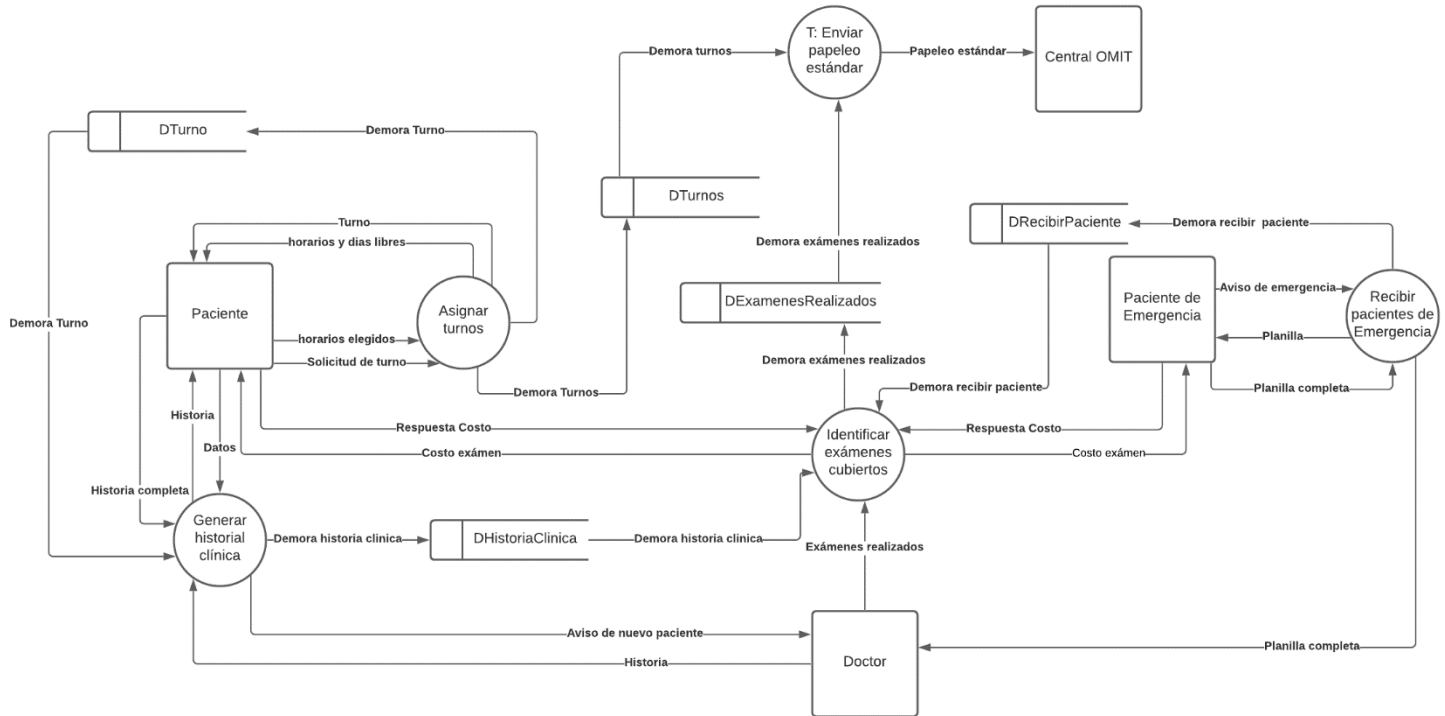 T: Enviar
papeleo
estándar
Demora turnos
Papeleo estándar
Central OMIT
DTurno
Demora Turno
DTurnos
Turno
horarios y dias libres
DRecibirPaciente
Demora recibir paciente
Demora exámenes realizados
Paciente
Asignar
turnos
DExamenesRealizados
Paciente de
Emergencia
Aviso de emergencia
Recibir
pacientes de
Emergencia
Demora Turno
horarios elegidos
Planilla
Solicitud de turno
Demora exámenes realizados
Demora Turnos
Demora recibir paciente
Planilla completa
Historia
Respuesta Costo
Identificar
exámenes
cubiertos
Respuesta Costo
Datos
Costo exámen
Costo exámen
Historia completa
Generar
historial
clínica
Demora historia clinica
DHistoriaClinica
Demora historia clinica
Exámenes realizados
Aviso de nuevo paciente
Historia
Doctor
Planilla completa